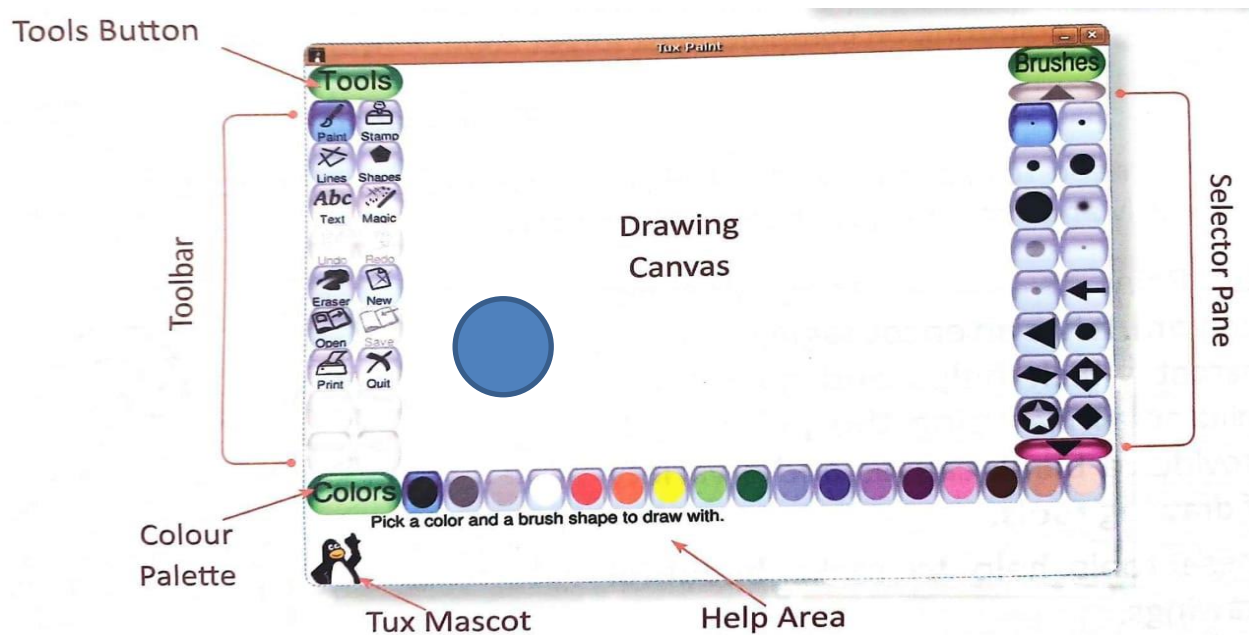 Tools Button
Tux Paint
Tools
Brushes
Paint Stamp
Lines Shapes
Abc
Text Magic
Undo Redo
Eraser New
Open Save
Print Quit
Toolbar
Drawing
Canvas
Selector Pane
Colors
Pick a color and a brush shape to draw with.
Colour
Palette
Tux Mascot
Help Area